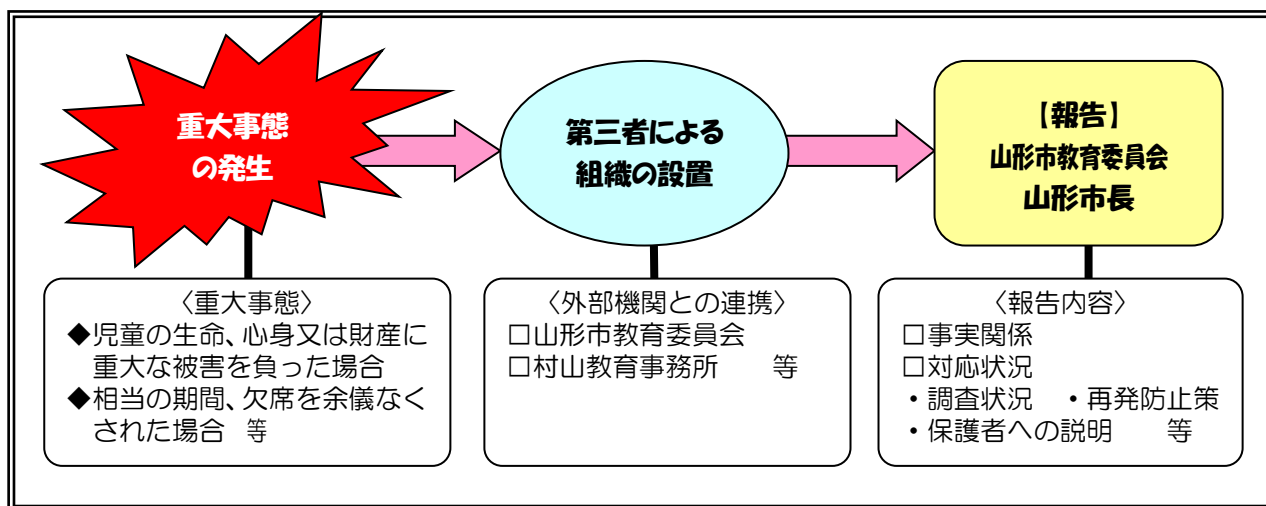 重大事態
の発生
第三者による
組織の設置
【報告】
山形市教育委員会
山形市長
〈重大事態〉
◆児童の生命、心身又は財産に
重大な被害を負った場合
◆相当の期間、欠席を余儀なく
された場合 等
〈外部機関との連携〉
□山形市教育委員会
□村山教育事務所 等
〈報告内容〉
□事実関係
□対応状況
・調査状況 ・再発防止策
・保護者への説明 等